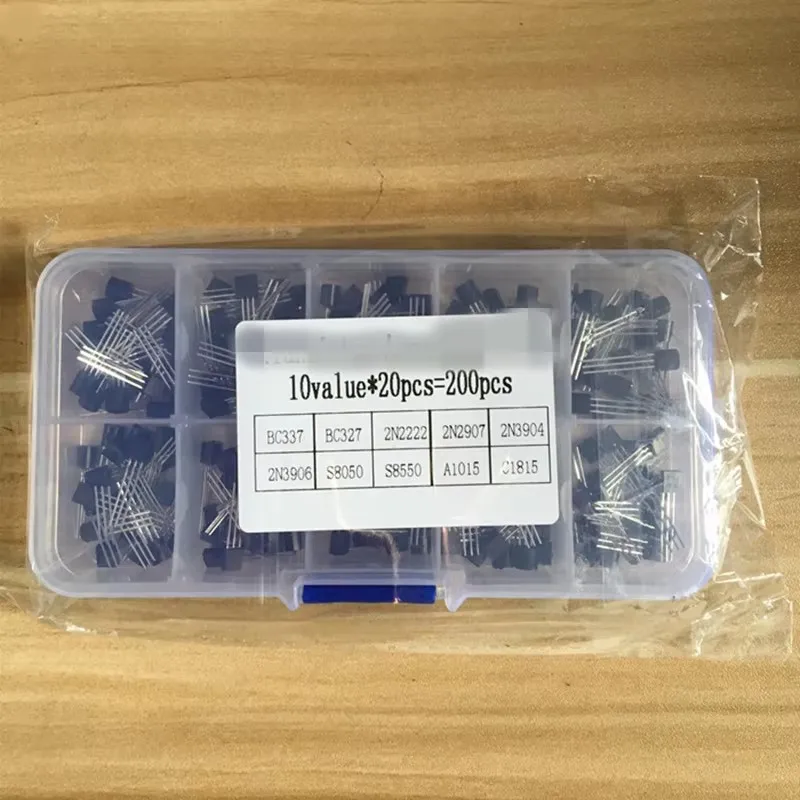 10value*20pcs=200pcs
BC337 BC327 2N2222 2N2907 2N3904
2N3906 S8050 S8550 A1015 C1815